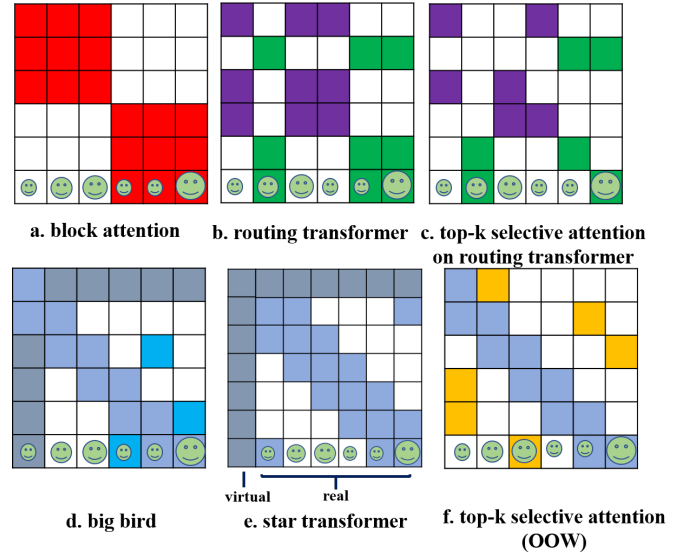 a. block attention
b. routing transformer
c. top-k selective attention
on routing transformer
virtual
real
d. big bird
e. star transformer
f. top-k selective attention
(OOW)